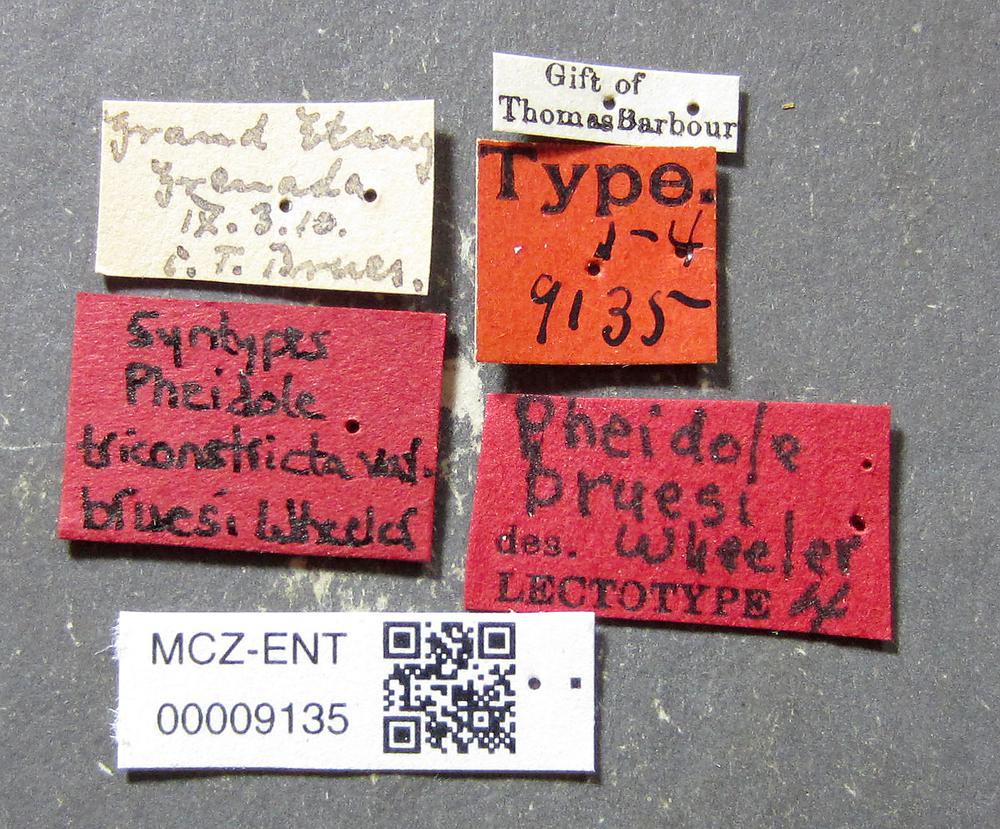 Grand Etang
Grenada
IX.3.10.
C. T. Brues.
Gift of
Thomas Barbour
Type.
1-4
9135
Syntypes
Pheidole
triconstricta var.
bruesi Wheeler
Pheidole
bruesi
des. Wheeler
LECTOTYPE
MCZ-ENT
00009135